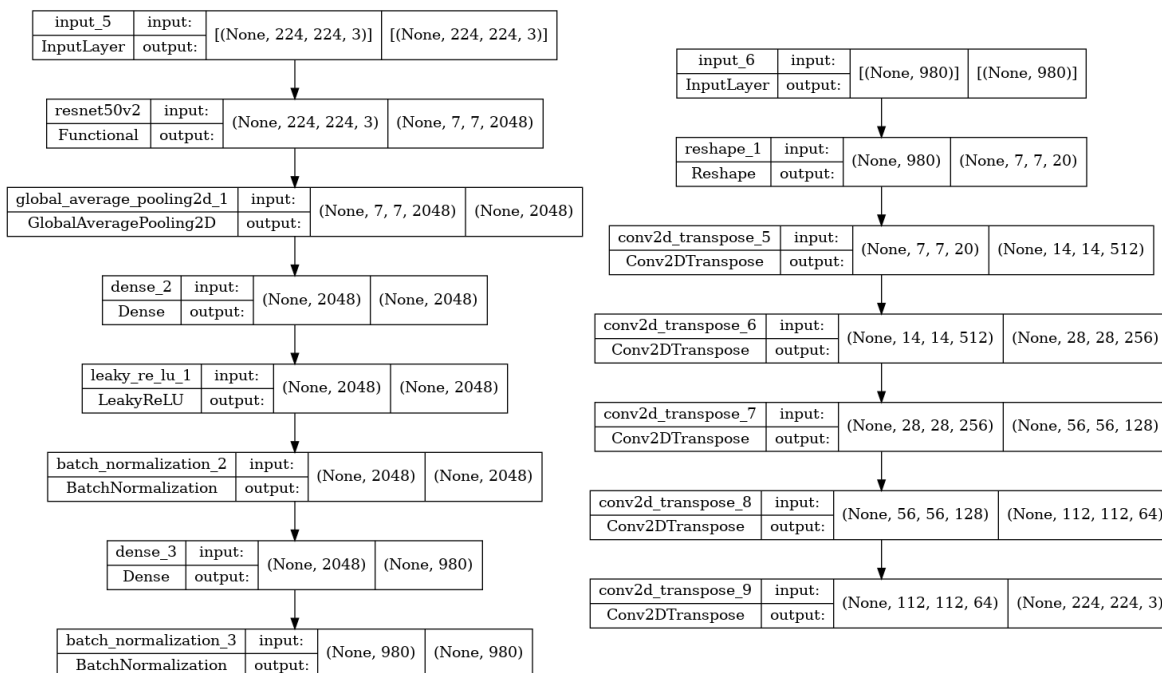 input_5 input: [(None, 224, 224, 3)] [(None, 224, 224, 3)]
InputLayer output:
resnet50v2 input: (None, 224, 224, 3) (None, 7, 7, 2048)
Functional output:
global_average_pooling2d_1 input: (None, 7, 7, 2048) (None, 2048)
GlobalAveragePooling2D output:
dense_2 input: (None, 2048) (None, 2048)
Dense output:
leaky_re_lu_1 input: (None, 2048) (None, 2048)
LeakyReLU output:
batch_normalization_2 input: (None, 2048) (None, 2048)
BatchNormalization output:
dense_3 input: (None, 2048) (None, 980)
Dense output:
batch_normalization_3 input: (None, 980) (None, 980)
BatchNormalization output:
input_6 input: [(None, 980)] [(None, 980)]
InputLayer output:
reshape_1 input: (None, 980) (None, 7, 7, 20)
Reshape output:
conv2d_transpose_5 input: (None, 7, 7, 20) (None, 14, 14, 512)
Conv2DTranspose output:
conv2d_transpose_6 input: (None, 14, 14, 512) (None, 28, 28, 256)
Conv2DTranspose output:
conv2d_transpose_7 input: (None, 28, 28, 256) (None, 56, 56, 128)
Conv2DTranspose output:
conv2d_transpose_8 input: (None, 56, 56, 128) (None, 112, 112, 64)
Conv2DTranspose output:
conv2d_transpose_9 input: (None, 112, 112, 64) (None, 224, 224, 3)
Conv2DTranspose output: